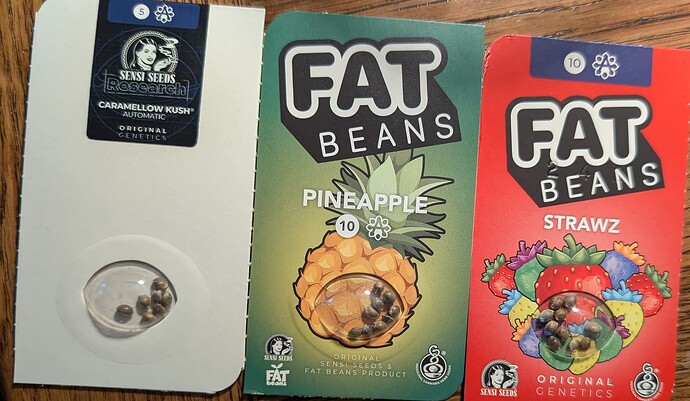 5
SENSI SEEDS
Research
CARAMELLOW KUSH®
AUTOMATIC
ORIGINAL
GENETICS
FAT
BEANS
PINEAPPLE
10
ORIGINAL
SENSI SEEDS &
FAT BEANS PRODUCT
SENSI SEEDS
FAT
beans
10
FAT
BEANS
STRAWZ
SENSI SEEDS
ORIGINAL
GENETICS